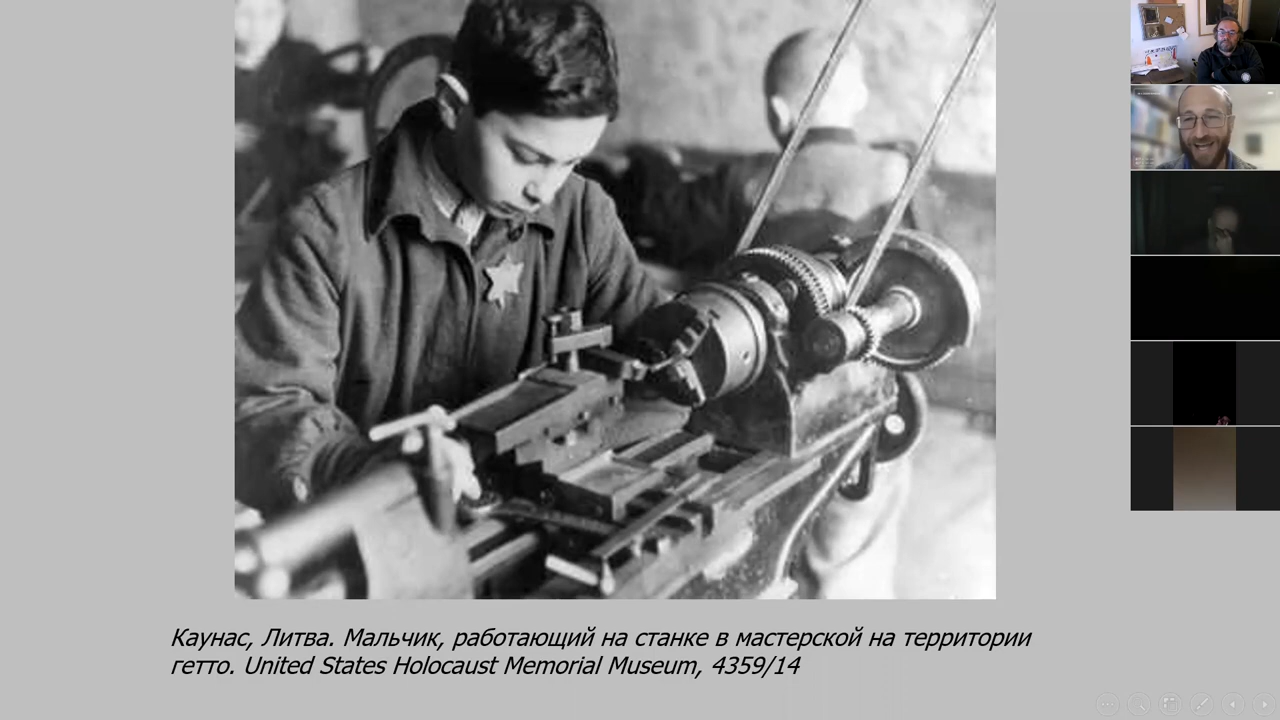 Каунас, Литва. Мальчик, работающий на станке в мастерской на территории
гетто. United States Holocaust Memorial Museum, 4359/14